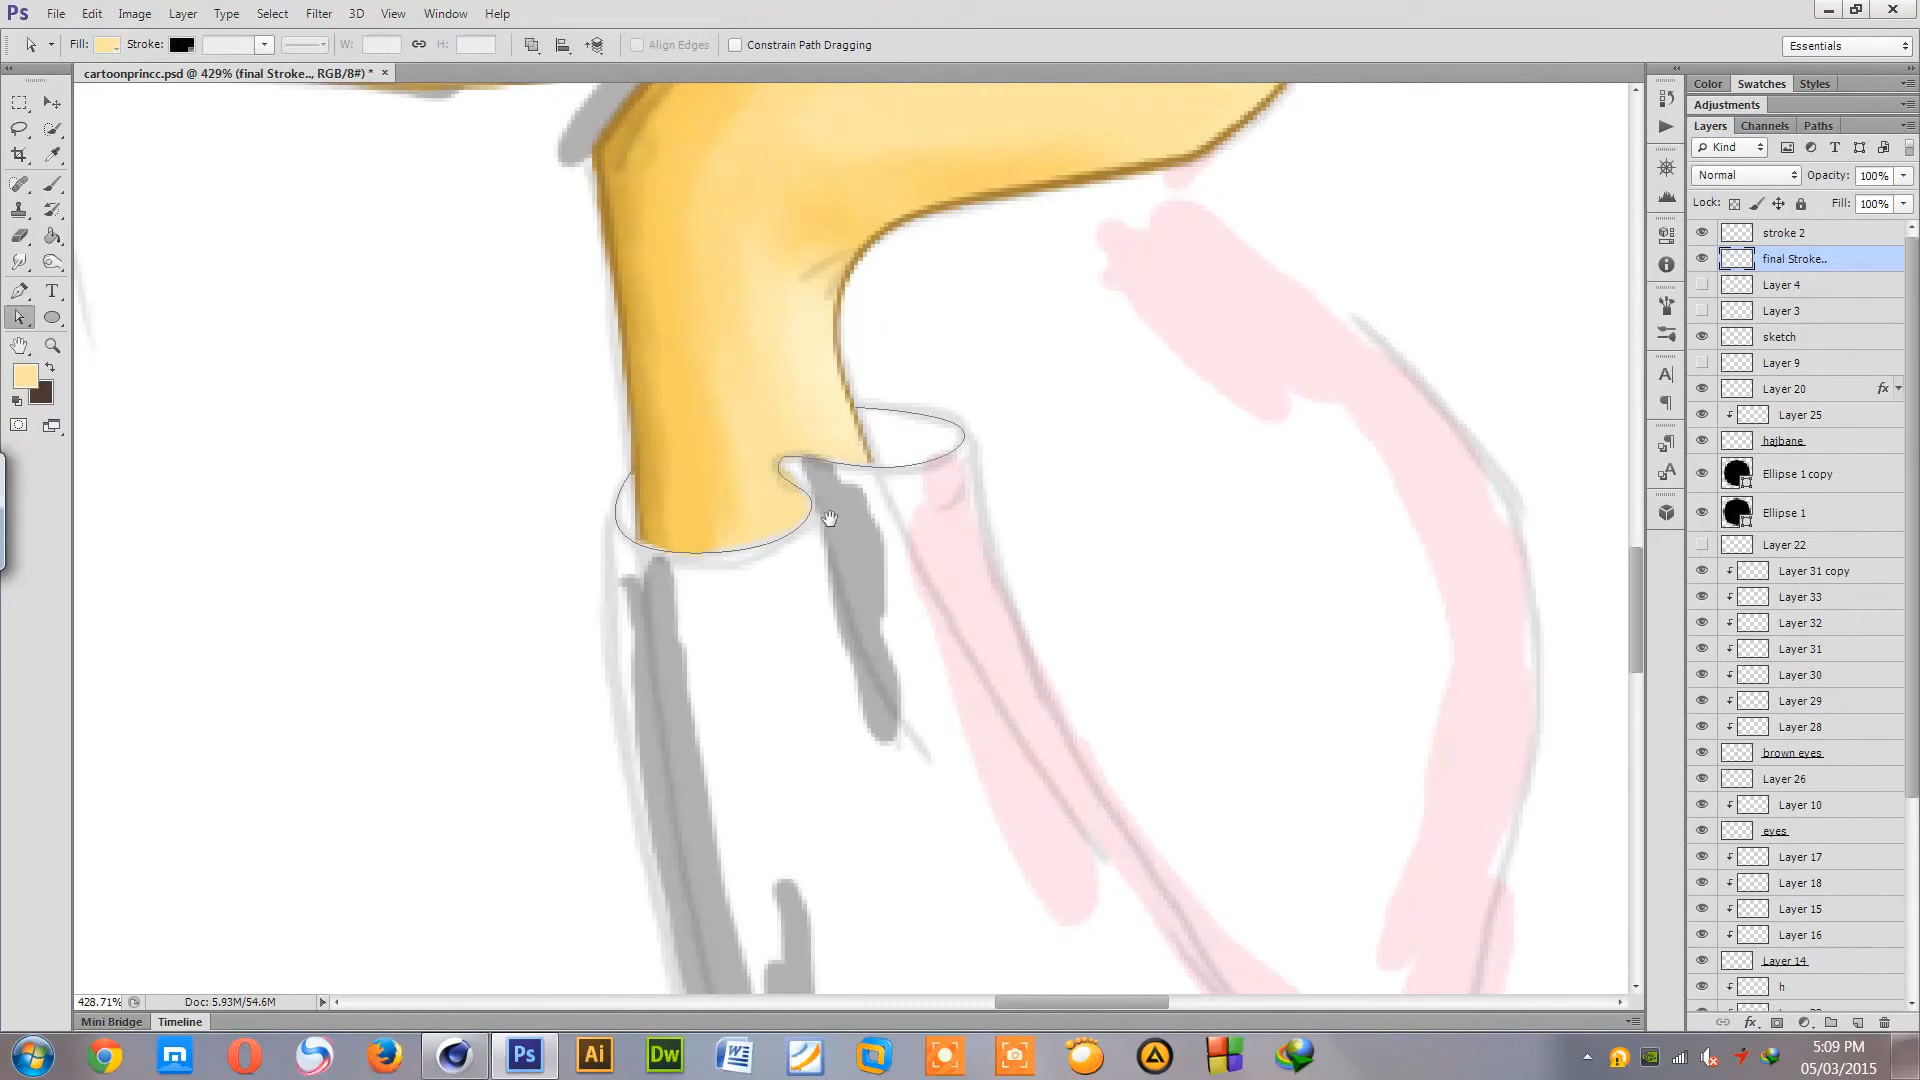 Ps File Edit Image Layer Type Select Filter 3D View Window Help
Fill: Stroke: W: H: Align Edges Constrain Path Dragging Essentials
cartoonprincc.psd @ 429% (final Stroke.., RGB/8#) * ×
Color Swatches Styles
Adjustments
Layers Channels Paths
Kind
Normal Opacity: 100%
Lock: Fill: 100%
stroke 2
final Stroke..
Layer 4
Layer 3
sketch
Layer 9
Layer 20 fx
Layer 25
hajbane
Ellipse 1 copy
Ellipse 1
Layer 22
Layer 31 copy
Layer 33
Layer 32
Layer 31
Layer 30
Layer 29
Layer 28
brown eyes
Layer 26
Layer 10
eyes
Layer 17
Layer 18
Layer 15
Layer 16
Layer 14
h
428.71% Doc: 5.93M/54.6M
Mini Bridge Timeline
Ps Ai Dw
5:09 PM
05/03/2015